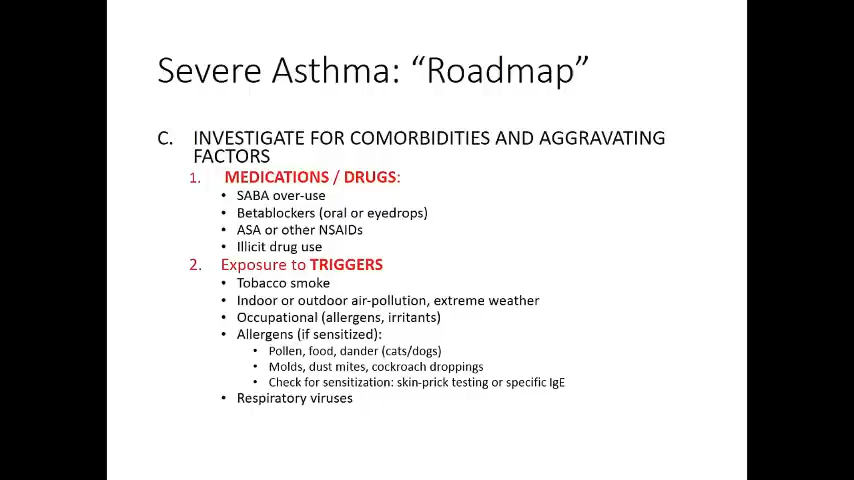 Severe Asthma: “Roadmap”
C. INVESTIGATE FOR COMORBIDITIES AND AGGRAVATING
FACTORS
1. MEDICATIONS / DRUGS:
• SABA over-use
• Betablockers (oral or eyedrops)
• ASA or other NSAIDs
• Illicit drug use
2. Exposure to TRIGGERS
• Tobacco smoke
• Indoor or outdoor air-pollution, extreme weather
• Occupational (allergens, irritants)
• Allergens (if sensitized):
• Pollen, food, dander (cats/dogs)
• Molds, dust mites, cockroach droppings
• Check for sensitization: skin-prick testing or specific IgE
• Respiratory viruses